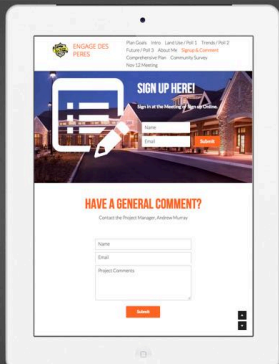 ENGAGE DES
PERES
Plan Goals Intro Land Use / Poll 1 Trends / Poll 2
Future / Poll 3 About Me Signup & Comment
Comprehensive Plan Community Survey
Nov 12 Meeting
SIGN UP HERE!
Sign in at the Meeting or Sign up Online.
Name
Email
Submit
HAVE A GENERAL COMMENT?
Contact the Project Manager, Andrew Murray
Name
Email
Project Comments
Submit